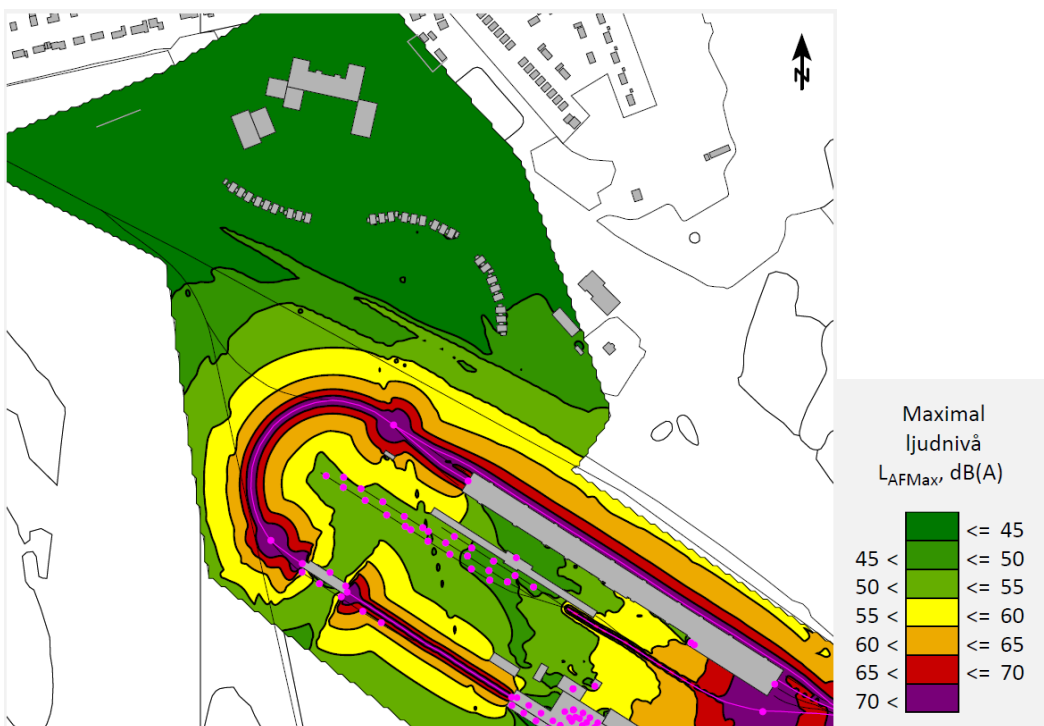 N
Maximal
ljudnivå
LAFMax, dB(A)
<= 45
45 < <= 50
50 < <= 55
55 < <= 60
60 < <= 65
65 < <= 70
70 <